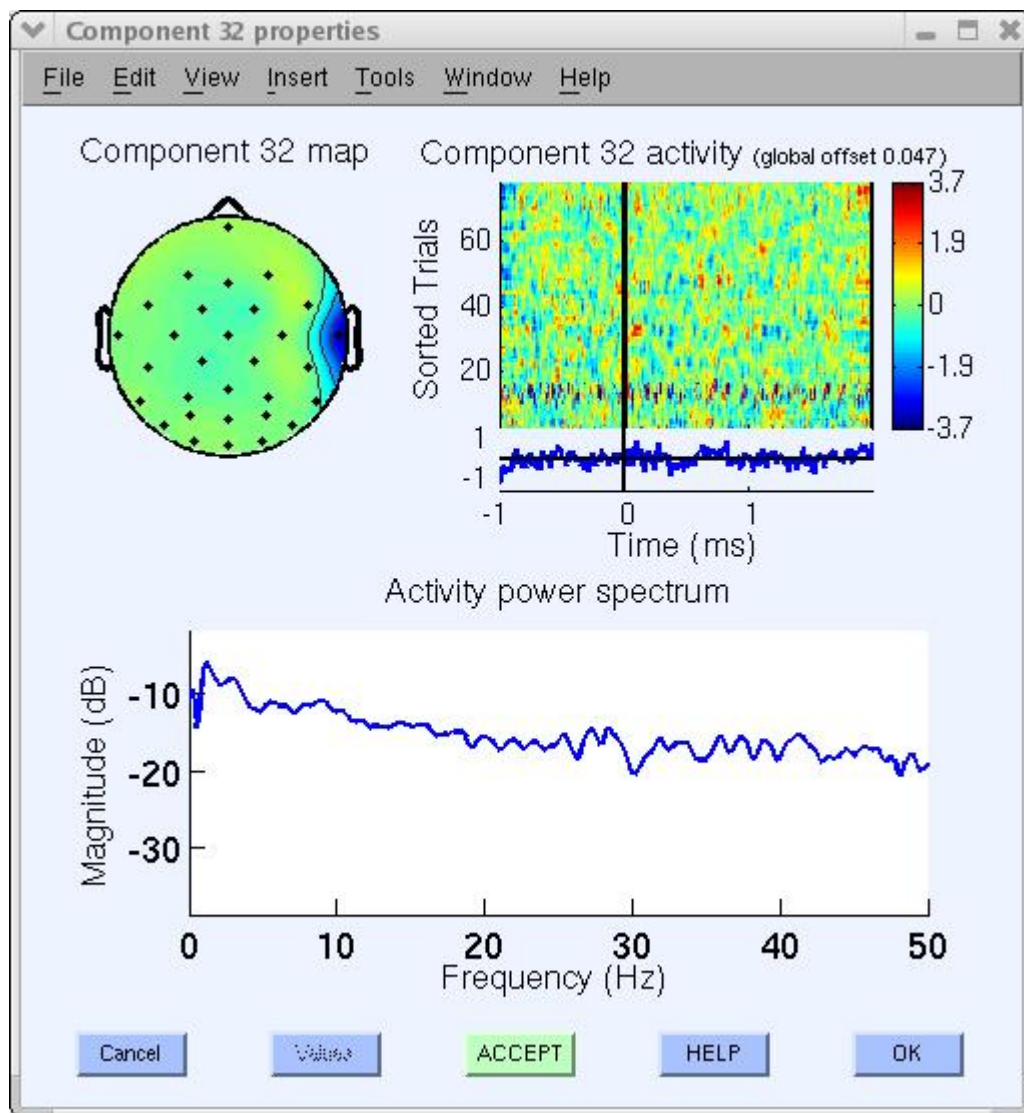 Component 32 properties
File Edit View Insert Tools Window Help
Component 32 map
Component 32 activity (global offset 0.047)
Sorted Trials
60
40
20
1
-1
-1 0 1
Time (ms)
3.7
1.9
0
-1.9
-3.7
Activity power spectrum
Magnitude (dB)
-10
-20
-30
0 10 20 30 40 50
Frequency (Hz)
Cancel Values ACCEPT HELP OK